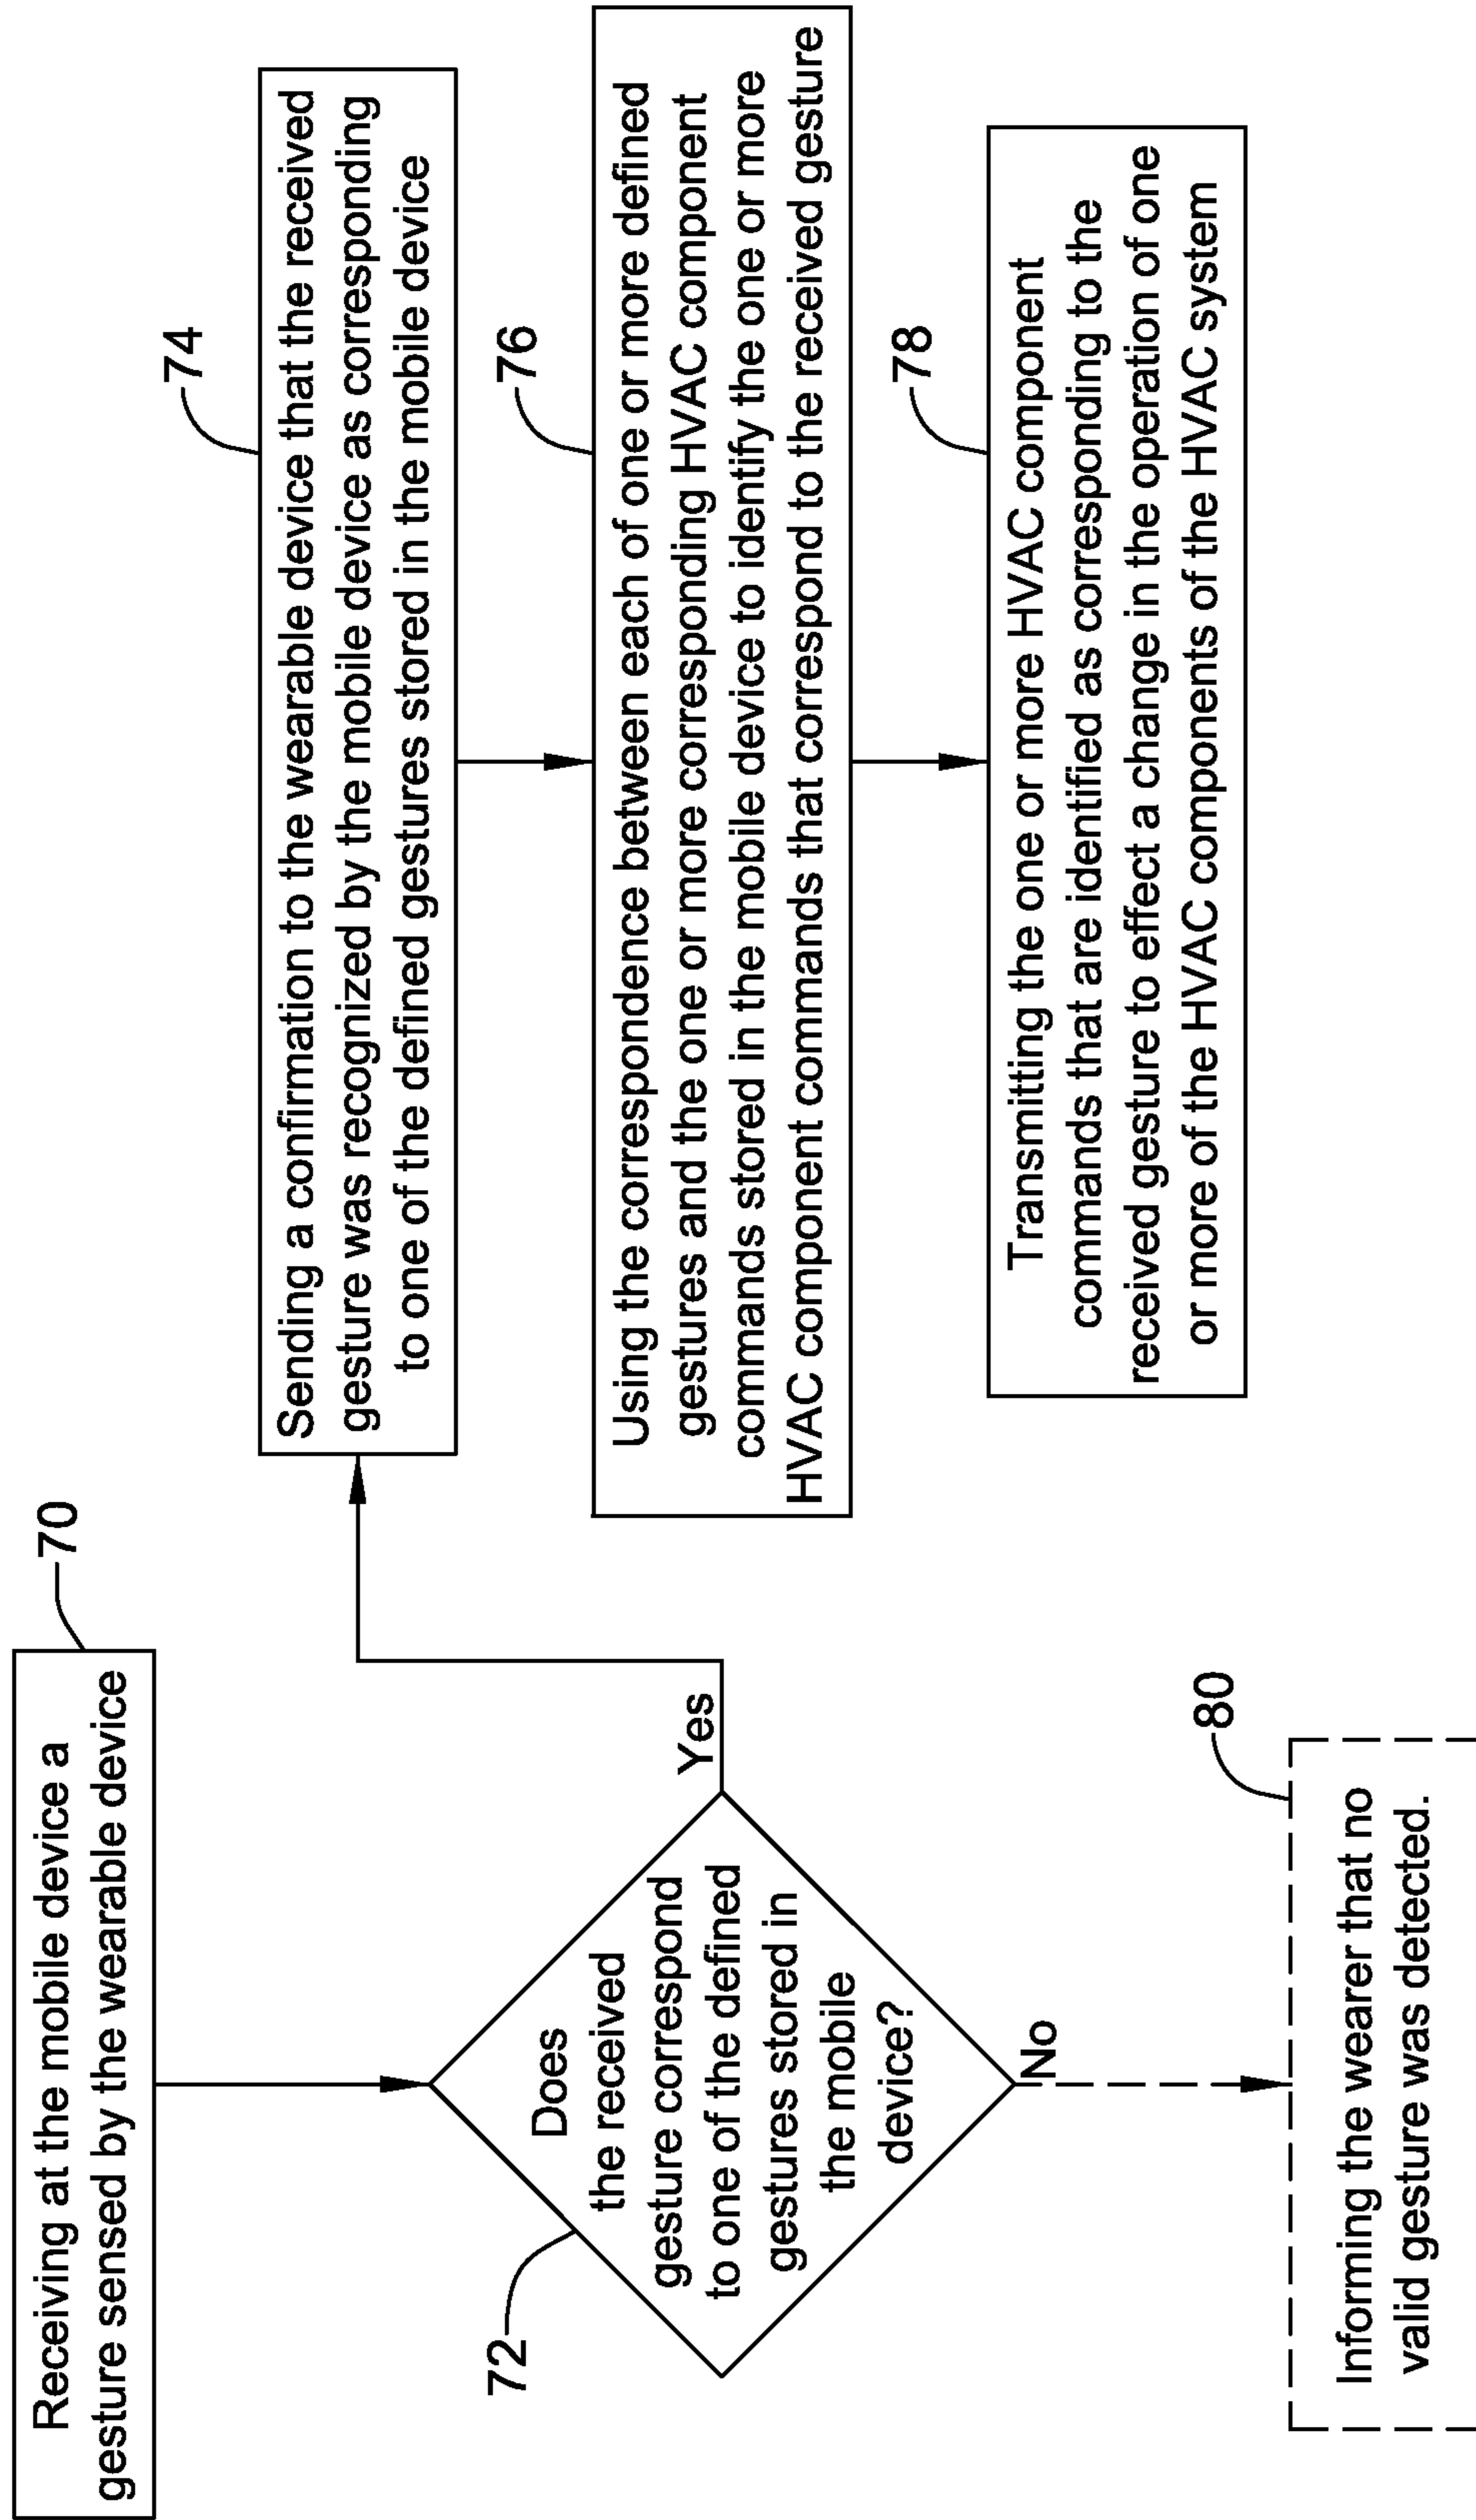 70
Receiving at the mobile device a
gesture sensed by the wearable device
72
Does
the received
gesture correspond
to one of the defined
gestures stored in
the mobile
device?
Yes
No
74
Sending a confirmation to the wearable device that the received
gesture was recognized by the mobile device as corresponding
to one of the defined gestures stored in the mobile device
76
Using the correspondence between each of one or more defined
gestures and the one or more corresponding HVAC component
commands stored in the mobile device to identify the one or more
HVAC component commands that correspond to the received gesture
78
Transmitting the one or more HVAC component
commands that are identified as corresponding to the
received gesture to effect a change in the operation of one
or more of the HVAC components of the HVAC system
80
Informing the wearer that no
valid gesture was detected.